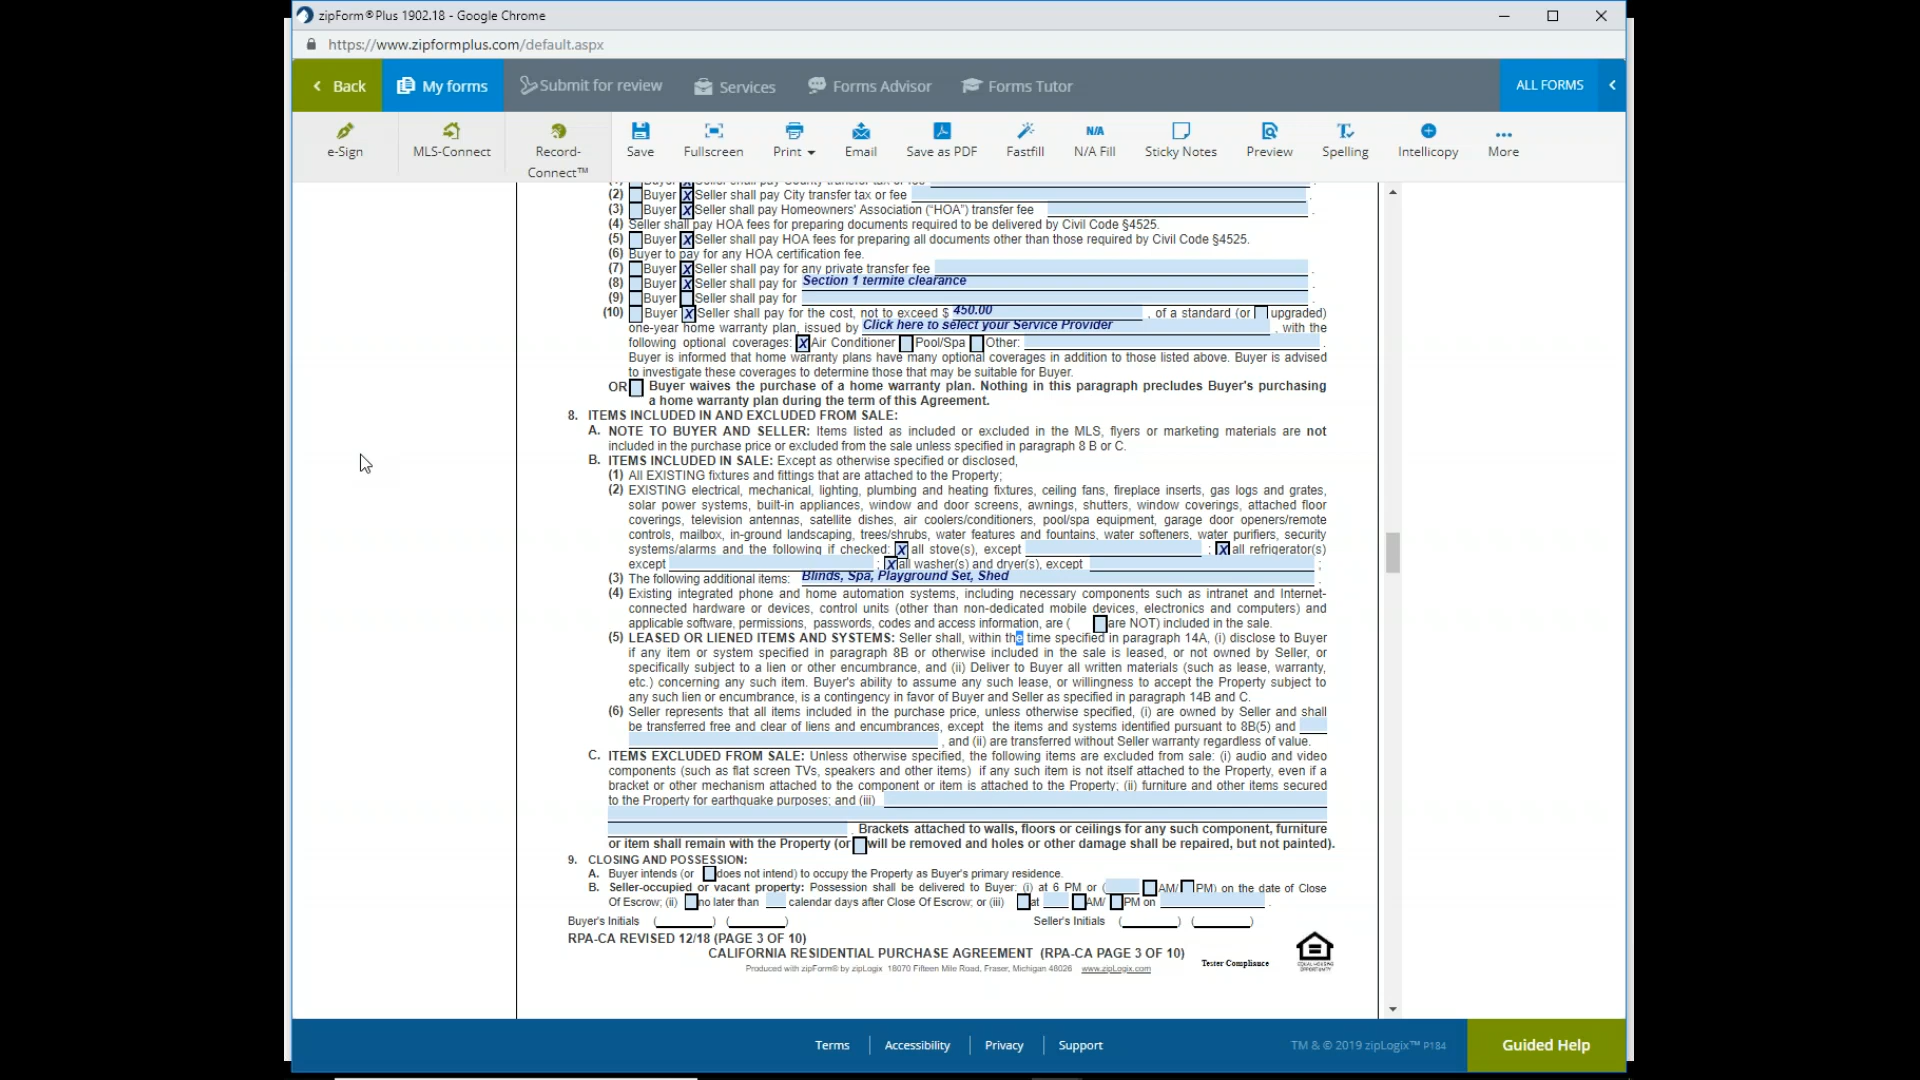 zipForm®Plus 1902.18 - Google Chrome
https://www.zipformplus.com/default.aspx
Back
My forms
Submit for review
Services
Forms Advisor
Forms Tutor
ALL FORMS
e-Sign
MLS-Connect
Record-Connect™
Save
Fullscreen
Print
Email
Save as PDF
Fastfill
N/A
N/A Fill
Sticky Notes
Preview
Spelling
Intellicopy
More
(1) Buyer X Seller shall pay County transfer tax or fee .
(2) Buyer X Seller shall pay City transfer tax or fee .
(3) Buyer X Seller shall pay Homeowners' Association (“HOA”) transfer fee .
(4) Seller shall pay HOA fees for preparing documents required to be delivered by Civil Code §4525.
(5) Buyer X Seller shall pay HOA fees for preparing all documents other than those required by Civil Code §4525.
(6) Buyer to pay for any HOA certification fee.
(7) Buyer X Seller shall pay for any private transfer fee .
(8) Buyer X Seller shall pay for Section 1 termite clearance .
(9) Buyer Seller shall pay for .
(10) Buyer X Seller shall pay for the cost, not to exceed $ 450.00 , of a standard (or upgraded)
one-year home warranty plan, issued by Click here to select your Service Provider , with the
following optional coverages: X Air Conditioner Pool/Spa Other: .
Buyer is informed that home warranty plans have many optional coverages in addition to those listed above. Buyer is advised
to investigate these coverages to determine those that may be suitable for Buyer.
OR Buyer waives the purchase of a home warranty plan. Nothing in this paragraph precludes Buyer's purchasing
a home warranty plan during the term of this Agreement.
8. ITEMS INCLUDED IN AND EXCLUDED FROM SALE:
A. NOTE TO BUYER AND SELLER: Items listed as included or excluded in the MLS, flyers or marketing materials are not
included in the purchase price or excluded from the sale unless specified in paragraph 8 B or C.
B. ITEMS INCLUDED IN SALE: Except as otherwise specified or disclosed,
(1) All EXISTING fixtures and fittings that are attached to the Property;
(2) EXISTING electrical, mechanical, lighting, plumbing and heating fixtures, ceiling fans, fireplace inserts, gas logs and grates,
solar power systems, built-in appliances, window and door screens, awnings, shutters, window coverings, attached floor
coverings, television antennas, satellite dishes, air coolers/conditioners, pool/spa equipment, garage door openers/remote
controls, mailbox, in-ground landscaping, trees/shrubs, water features and fountains, water softeners, water purifiers, security
systems/alarms and the following if checked: X all stove(s), except ; X all refrigerator(s)
except ; X all washer(s) and dryer(s), except ;
(3) The following additional items: Blinds, Spa, Playground Set, Shed .
(4) Existing integrated phone and home automation systems, including necessary components such as intranet and Internet-
connected hardware or devices, control units (other than non-dedicated mobile devices, electronics and computers) and
applicable software, permissions, passwords, codes and access information, are ( are NOT) included in the sale.
(5) LEASED OR LIENED ITEMS AND SYSTEMS: Seller shall, within the time specified in paragraph 14A, (i) disclose to Buyer
if any item or system specified in paragraph 8B or otherwise included in the sale is leased, or not owned by Seller, or
specifically subject to a lien or other encumbrance, and (ii) Deliver to Buyer all written materials (such as lease, warranty,
etc.) concerning any such item. Buyer's ability to assume any such lease, or willingness to accept the Property subject to
any such lien or encumbrance, is a contingency in favor of Buyer and Seller as specified in paragraph 14B and C.
(6) Seller represents that all items included in the purchase price, unless otherwise specified, (i) are owned by Seller and shall
be transferred free and clear of liens and encumbrances, except the items and systems identified pursuant to 8B(5) and
, and (ii) are transferred without Seller warranty regardless of value.
C. ITEMS EXCLUDED FROM SALE: Unless otherwise specified, the following items are excluded from sale: (i) audio and video
components (such as flat screen TVs, speakers and other items) if any such item is not itself attached to the Property, even if a
bracket or other mechanism attached to the component or item is attached to the Property; (ii) furniture and other items secured
to the Property for earthquake purposes; and (iii)
. Brackets attached to walls, floors or ceilings for any such component, furniture
or item shall remain with the Property (or will be removed and holes or other damage shall be repaired, but not painted).
9. CLOSING AND POSSESSION:
A. Buyer intends (or does not intend) to occupy the Property as Buyer's primary residence.
B. Seller-occupied or vacant property: Possession shall be delivered to Buyer: (i) at 6 PM or ( AM/ PM) on the date of Close
Of Escrow; (ii) no later than calendar days after Close Of Escrow; or (iii) at AM/ PM on .
Buyer's Initials ( ) ( ) Seller's Initials ( ) ( )
RPA-CA REVISED 12/18 (PAGE 3 OF 10)
CALIFORNIA RESIDENTIAL PURCHASE AGREEMENT (RPA-CA PAGE 3 OF 10)
Produced with zipForm® by zipLogix 18070 Fifteen Mile Road, Fraser, Michigan 48026 www.zipLogix.com
Tester Compliance
EQUAL HOUSING
OPPORTUNITY
Terms
Accessibility
Privacy
Support
TM & © 2019 zipLogix™ P184
Guided Help